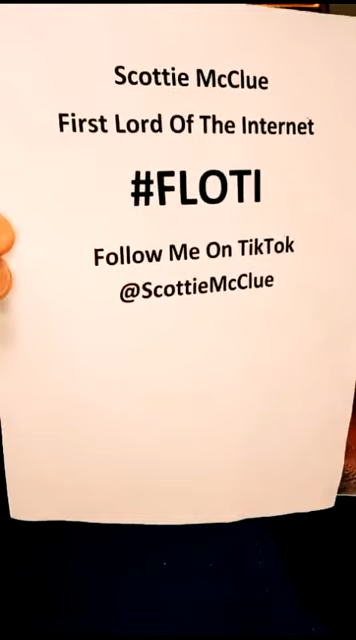 Scottie McClue
First Lord Of The Internet
#FLOTI
Follow Me On TikTok
@ScottieMcClue